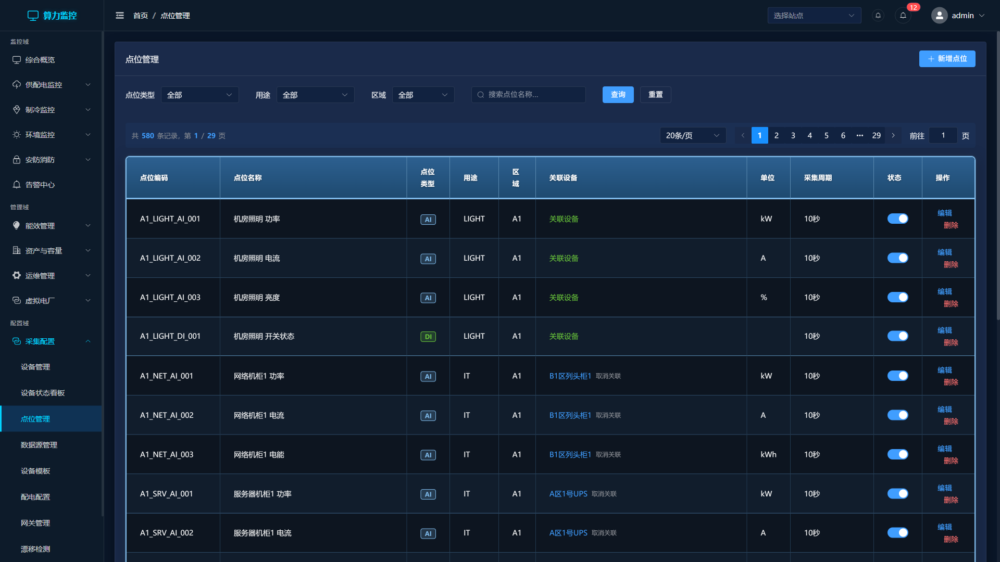 算力监控
首页 / 点位管理
选择站点
12
admin
监控域
综合概览
供配电监控
制冷监控
环境监控
安防消防
告警中心
管理域
能效管理
资产与容量
运维管理
虚拟电厂
配置域
采集配置
设备管理
设备状态看板
点位管理
数据源管理
设备模板
配电配置
网关管理
漂移检测
点位管理
新增点位
点位类型 全部 用途 全部 区域 全部 搜索点位名称... 查询 重置
共 580 条记录, 第 1 / 29 页
20条/页 1 2 3 4 5 6 ··· 29 前往 1 页
点位编码 点位名称 点位类型 用途 区域 关联设备 单位 采集周期 状态 操作
A1_LIGHT_AI_001 机房照明 功率 AI LIGHT A1 关联设备 kW 10秒 编辑 删除
A1_LIGHT_AI_002 机房照明 电流 AI LIGHT A1 关联设备 A 10秒 编辑 删除
A1_LIGHT_AI_003 机房照明 亮度 AI LIGHT A1 关联设备 % 10秒 编辑 删除
A1_LIGHT_DI_001 机房照明 开关状态 DI LIGHT A1 关联设备 10秒 编辑 删除
A1_NET_AI_001 网络机柜1 功率 AI IT A1 B1区列头柜1 取消关联 kW 10秒 编辑 删除
A1_NET_AI_002 网络机柜1 电流 AI IT A1 B1区列头柜1 取消关联 A 10秒 编辑 删除
A1_NET_AI_003 网络机柜1 电能 AI IT A1 B1区列头柜1 取消关联 kWh 10秒 编辑 删除
A1_SRV_AI_001 服务器机柜1 功率 AI IT A1 A区1号UPS 取消关联 kW 10秒 编辑 删除
A1_SRV_AI_002 服务器机柜1 电流 AI IT A1 A区1号UPS 取消关联 A 10秒 编辑 删除